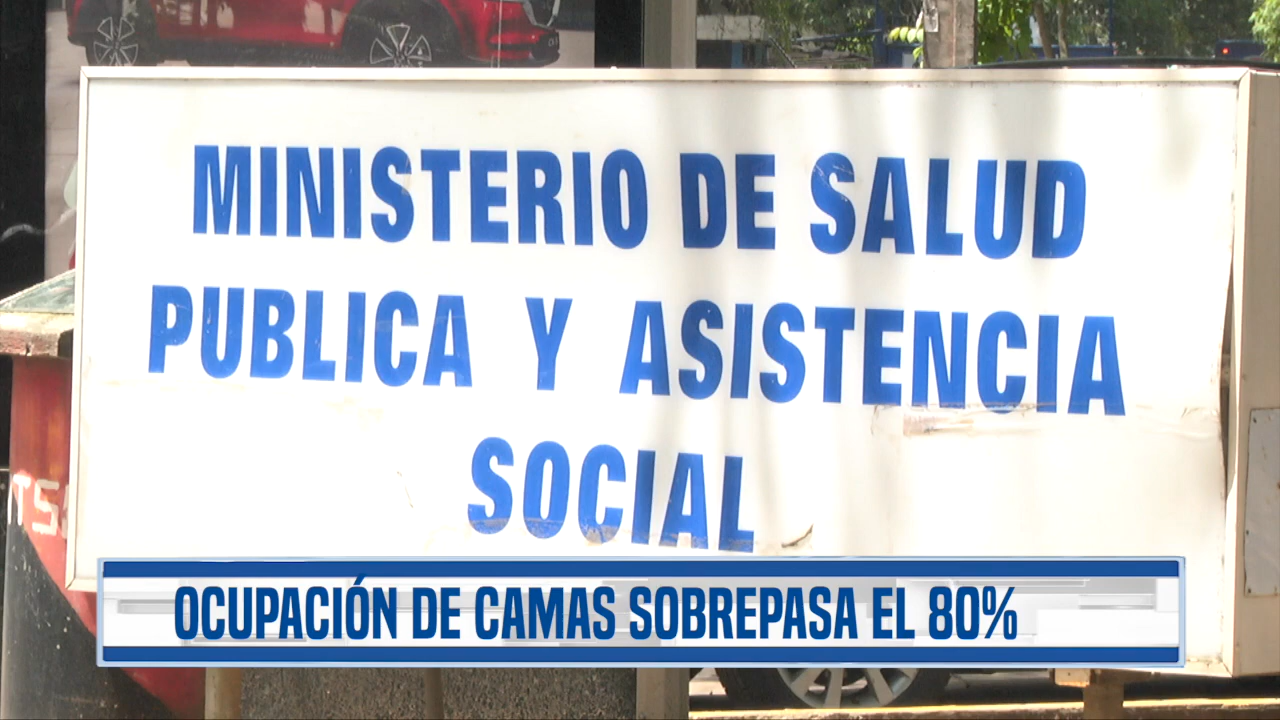 MINISTERIO DE SALUD
PUBLICA Y ASISTENCIA
SOCIAL
OCUPACIÓN DE CAMAS SOBREPASA EL 80%